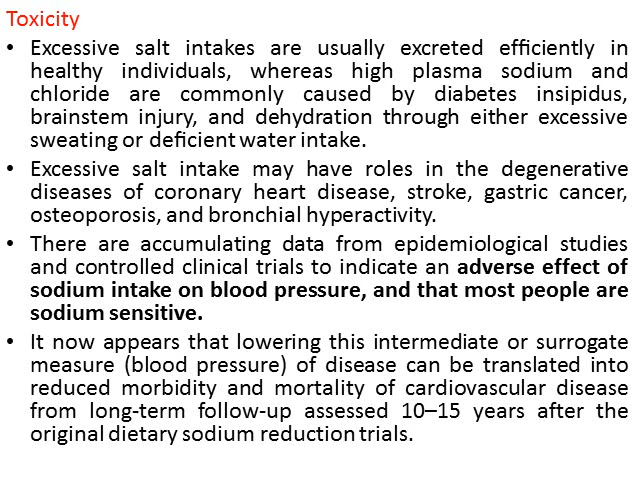 Toxicity
• Excessive salt intakes are usually excreted efficiently in
healthy individuals, whereas high plasma sodium and
chloride are commonly caused by diabetes insipidus,
brainstem injury, and dehydration through either excessive
sweating or deficient water intake.
• Excessive salt intake may have roles in the degenerative
diseases of coronary heart disease, stroke, gastric cancer,
osteoporosis, and bronchial hyperactivity.
• There are accumulating data from epidemiological studies
and controlled clinical trials to indicate an adverse effect of
sodium intake on blood pressure, and that most people are
sodium sensitive.
• It now appears that lowering this intermediate or surrogate
measure (blood pressure) of disease can be translated into
reduced morbidity and mortality of cardiovascular disease
from long-term follow-up assessed 10–15 years after the
original dietary sodium reduction trials.